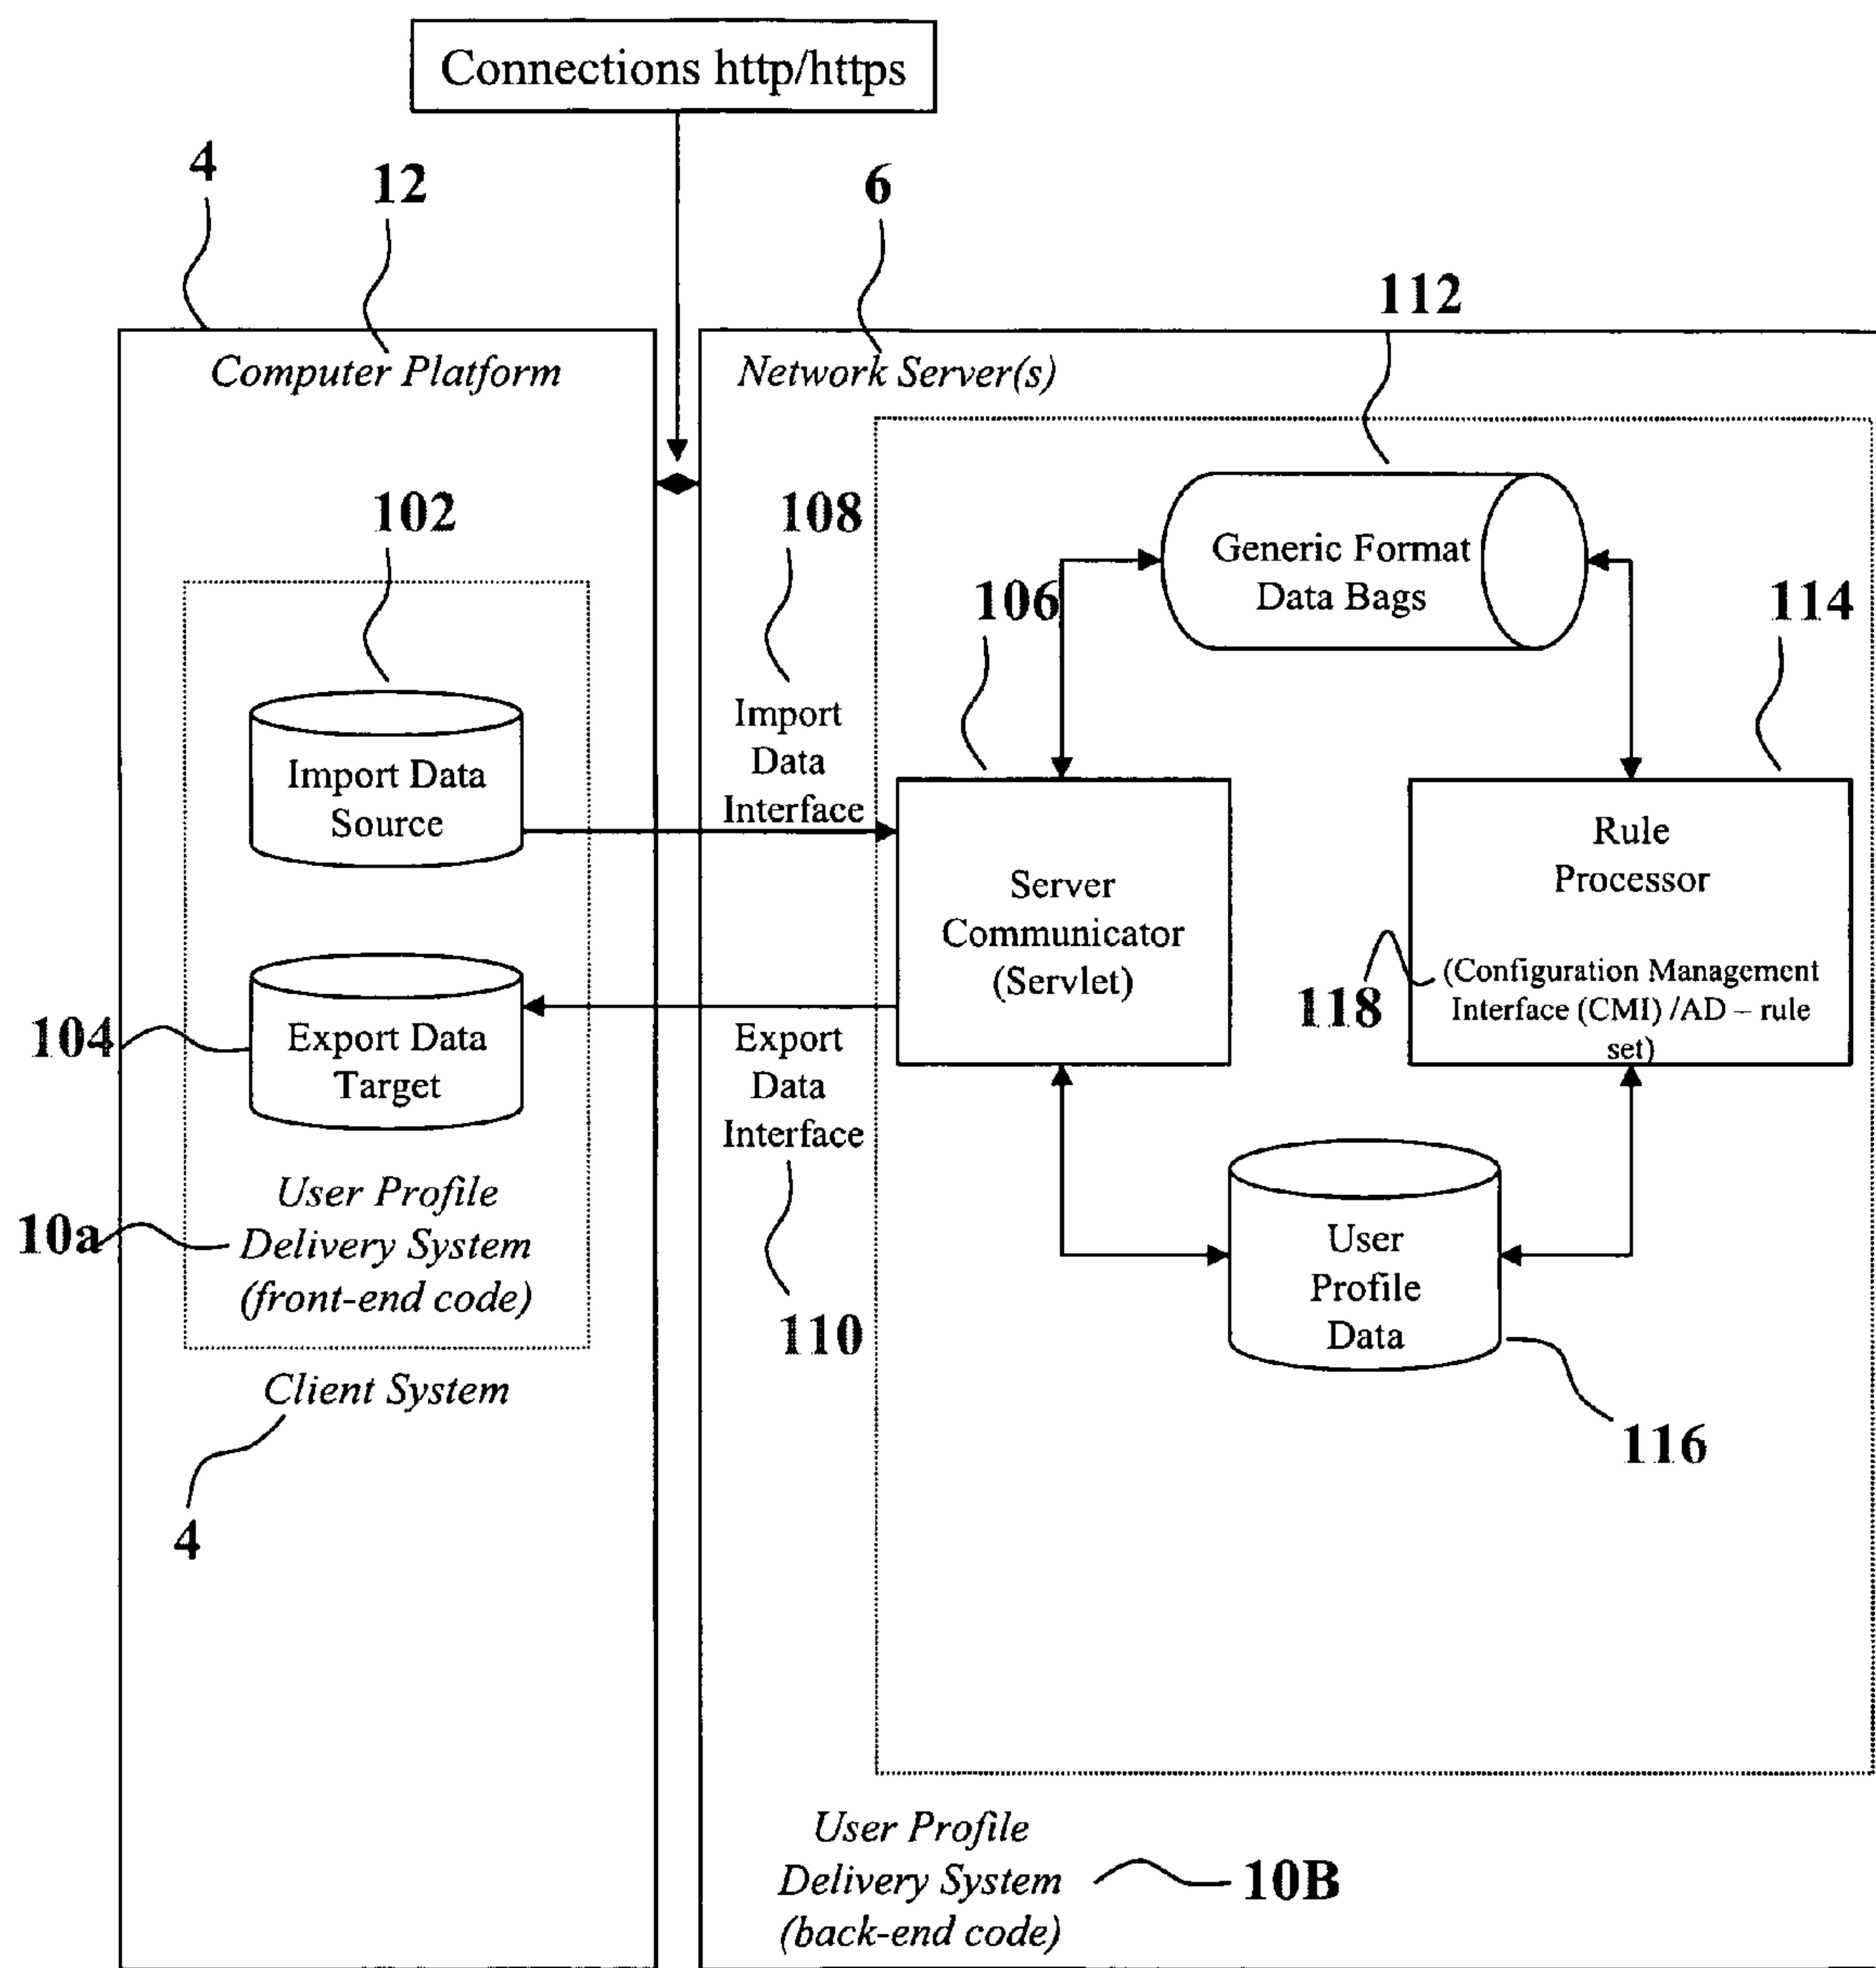 Connections http/https
4
12
6
112
Computer Platform
Network Server(s)
102
108
Generic Format
Data Bags
106
114
Import Data
Source
Import
Data
Interface
Server
Communicator
(Servlet)
Rule
Processor
118
(Configuration Management
Interface (CMI) /AD – rule
set)
104
Export Data
Target
Export
Data
Interface
110
10a
User Profile
Delivery System
(front-end code)
User
Profile
Data
116
Client System
4
User Profile
Delivery System
(back-end code)
10B